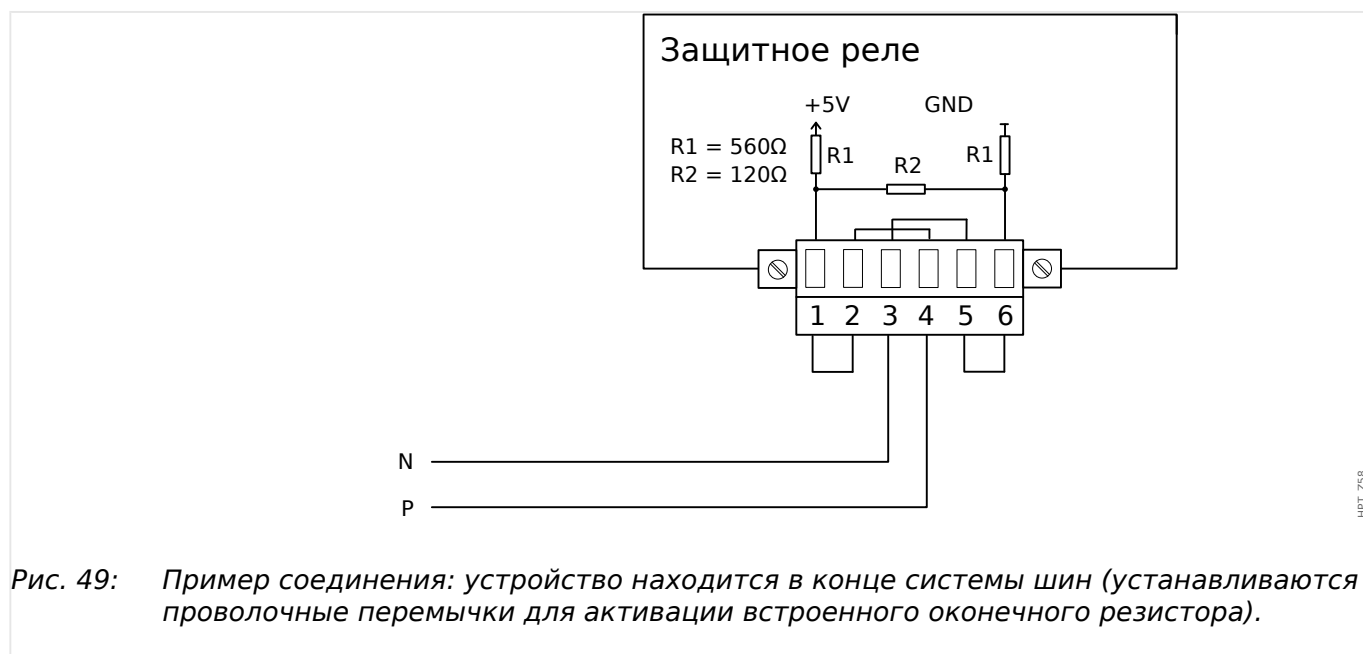 Защитное реле
+5V GND
R1 = 560Ω
R2 = 120Ω
R1 R2 R1
1 2 3 4 5 6
N
P
HPT_Z58
Рис. 49: Пример соединения: устройство находится в конце системы шин (устанавливаются
проволочные перемычки для активации встроенного оконечного резистора).